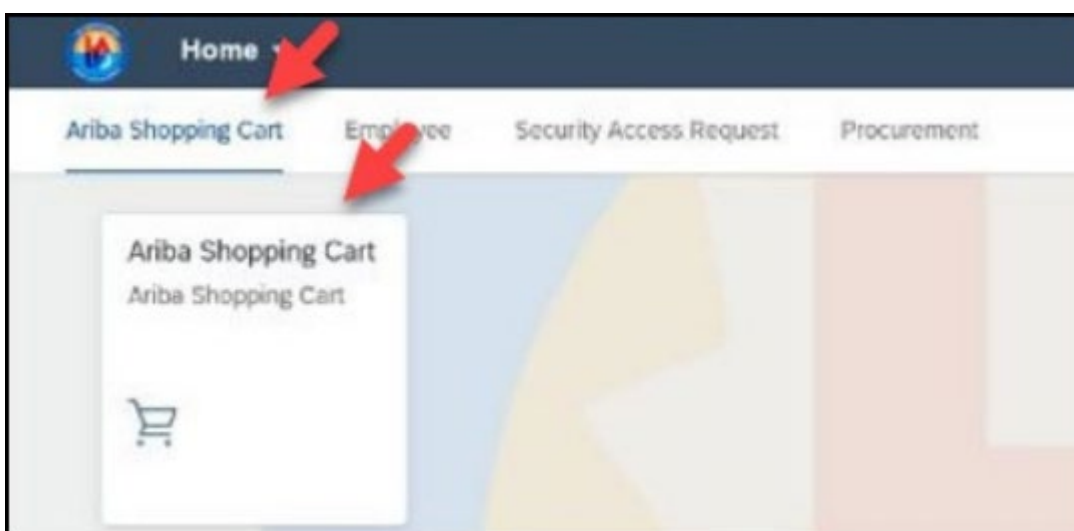 Home
Ariba Shopping Cart Employee Security Access Request Procurement
Ariba Shopping Cart
Ariba Shopping Cart